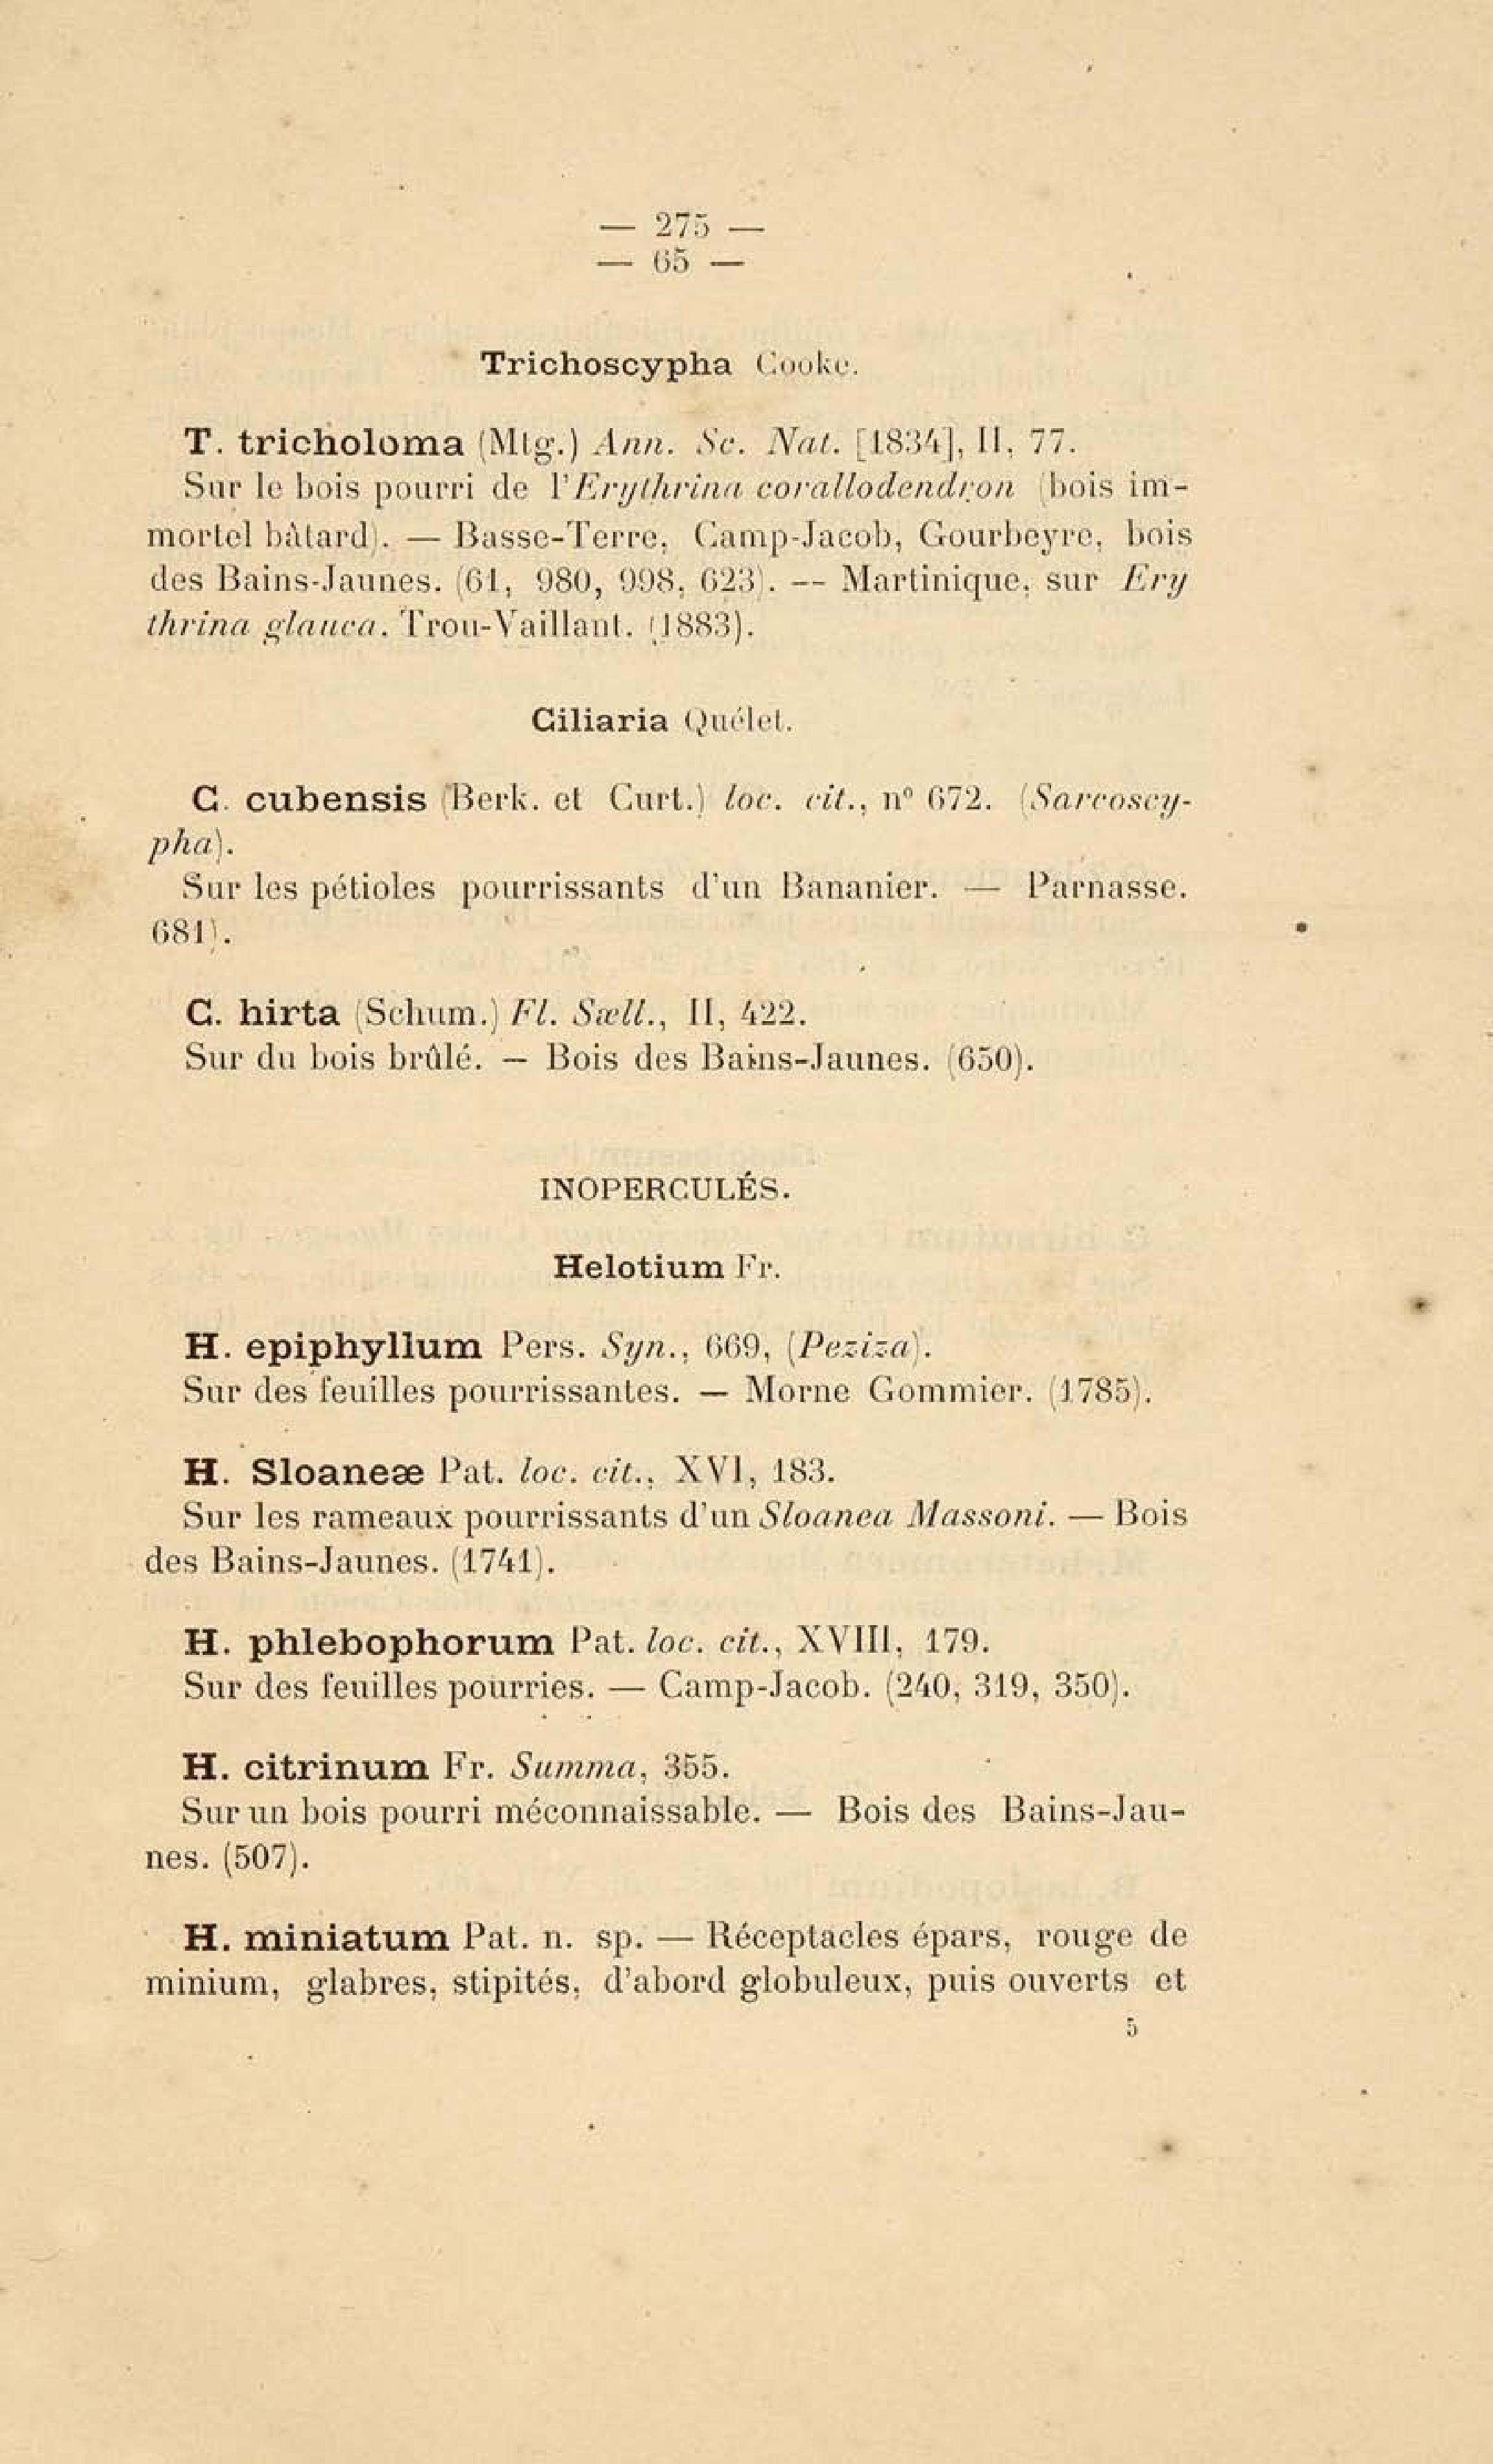 — 275 —
— 65 —
Trichoscypha Cooke.
T. tricholoma (Mtg.) Ann. Sc. Nat. [1834], II, 77.
Sur le bois pourri de l'Erythrina corallodendron (bois im-
mortel bâtard). — Basse-Terre, Camp-Jacob, Gourbeyre, bois
des Bains-Jaunes. (61, 980, 998, 623). -- Martinique, sur Ery
thrina glauca. Trou-Vaillant. (1883).
Ciliaria Quélet.
C. cubensis (Berk. et Curt.) loc. cit., n° 672. (Sarcoscy-
pha).
Sur les pétioles pourrissants d'un Bananier. — Parnasse.
681).
C. hirta (Schum.) Fl. Sæll., II, 422.
Sur du bois brûlé. — Bois des Bains-Jaunes. (650).
INOPERCULÉS.
Helotium Fr.
H. epiphyllum Pers. Syn., 669, (Peziza).
Sur des feuilles pourrissantes. — Morne Gommier. (1785).
H. Sloaneæ Pat. loc. cit., XVI, 183.
Sur les rameaux pourrissants d'un Sloanea Massoni. — Bois
des Bains-Jaunes. (1741).
H. phlebophorum Pat. loc. cit., XVIII, 179.
Sur des feuilles pourries. — Camp-Jacob. (240, 319, 350).
H. citrinum Fr. Summa, 355.
Sur un bois pourri méconnaissable. — Bois des Bains-Jau-
nes. (507).
H. miniatum Pat. n. sp. — Réceptacles épars, rouge de
minium, glabres, stipités, d'abord globuleux, puis ouverts et
5